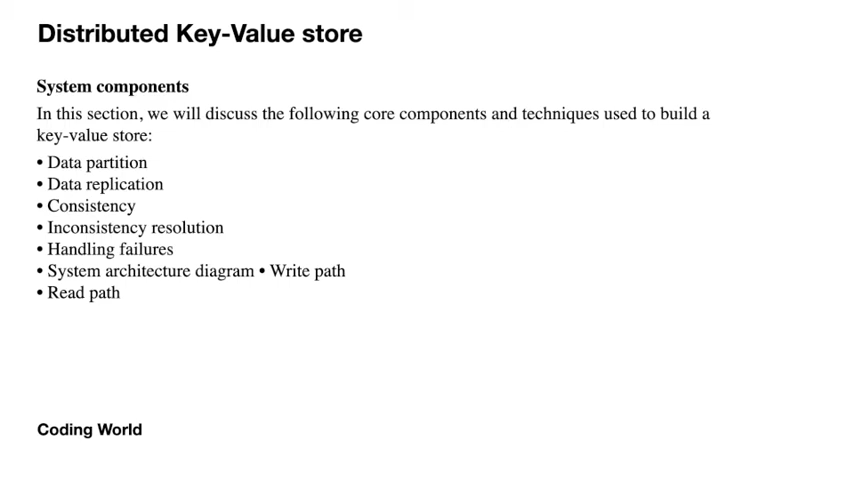 Distributed Key-Value store
System components
In this section, we will discuss the following core components and techniques used to build a
key-value store:
• Data partition
• Data replication
• Consistency
• Inconsistency resolution
• Handling failures
• System architecture diagram • Write path
• Read path
Coding World